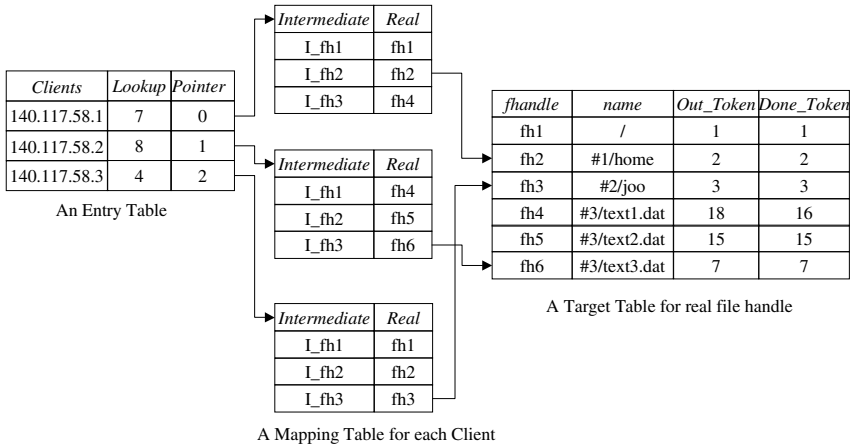 Clients Lookup Pointer
140.117.58.1 7 0
140.117.58.2 8 1
140.117.58.3 4 2
An Entry Table
Intermediate Real
I_fh1 fh1
I_fh2 fh2
I_fh3 fh4
Intermediate Real
I_fh1 fh4
I_fh2 fh5
I_fh3 fh6
Intermediate Real
I_fh1 fh1
I_fh2 fh2
I_fh3 fh3
A Mapping Table for each Client
fhandle name Out_Token Done_Token
fh1 / 1 1
fh2 #1/home 2 2
fh3 #2/joo 3 3
fh4 #3/text1.dat 18 16
fh5 #3/text2.dat 15 15
fh6 #3/text3.dat 7 7
A Target Table for real file handle